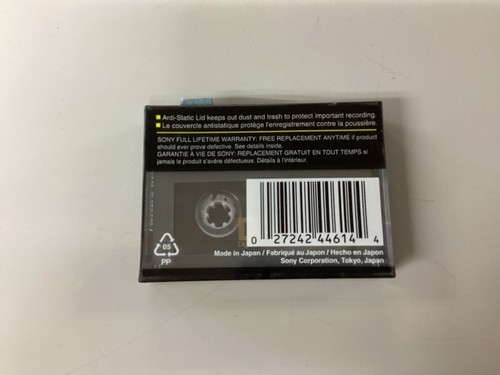 Anti-Static Lid keeps out dust and trash to protect important recording.
Le couvercle antistatique protège l'enregistrement contre la poussière.
SONY FULL LIFETIME WARRANTY: FREE REPLACEMENT ANYTIME if product
should ever prove defective. See details inside.
GARANTIE À VIE DE SONY: REMPLACEMENT GRATUIT EN TOUT TEMPS si
jamais le produit s'avère défectueux. Détails à l'intérieur.
0 27242 44614 4
05
PP
Made in Japan / Fabriqué au Japon / Hecho en Japon
Sony Corporation, Tokyo, Japan